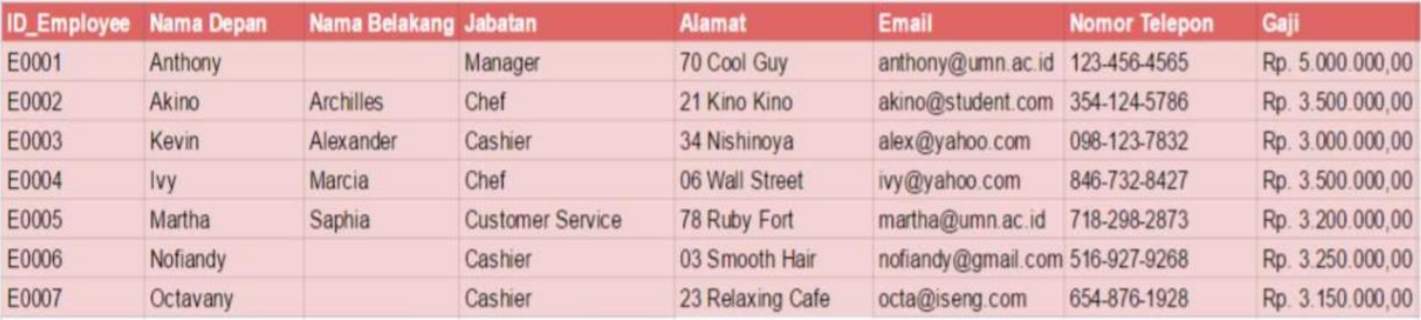 ID_Employee Nama Depan Nama Belakang Jabatan Alamat Email Nomor Telepon Gaji
E0001 Anthony Manager 70 Cool Guy anthony@umn.ac.id 123-456-4565 Rp. 5.000.000,00
E0002 Akino Archilles Chef 21 Kino Kino akino@student.com 354-124-5786 Rp. 3.500.000,00
E0003 Kevin Alexander Cashier 34 Nishinoya alex@yahoo.com 098-123-7832 Rp. 3.000.000,00
E0004 Ivy Marcia Chef 06 Wall Street ivy@yahoo.com 846-732-8427 Rp. 3.500.000,00
E0005 Martha Saphia Customer Service 78 Ruby Fort martha@umn.ac.id 718-298-2873 Rp. 3.200.000,00
E0006 Nofiandy Cashier 03 Smooth Hair nofiandy@gmail.com 516-927-9268 Rp. 3.250.000,00
E0007 Octavany Cashier 23 Relaxing Cafe octa@iseng.com 654-876-1928 Rp. 3.150.000,00